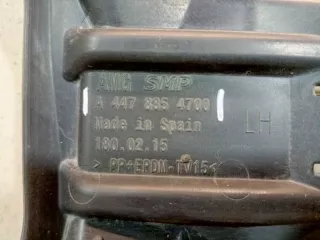 AMG SMP
A 447 885 4700
Made in Spain
LH
180.02.15
> PP+EPDM-TV15<